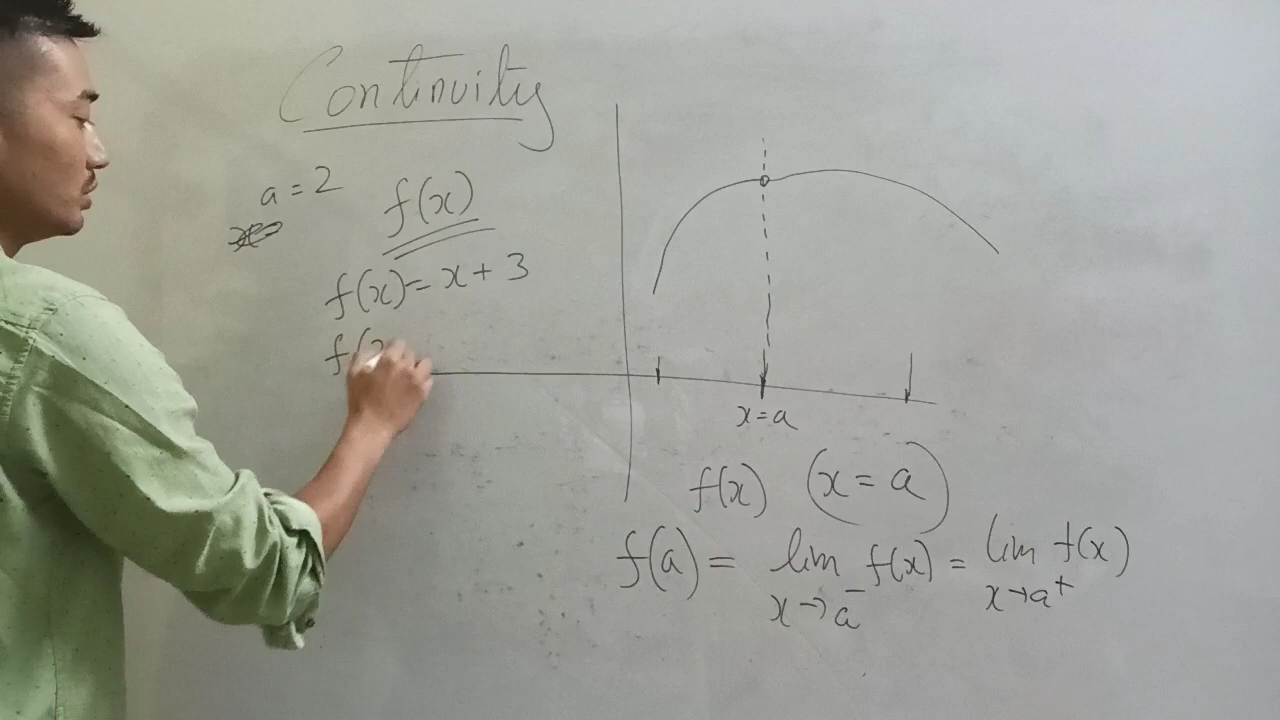 Continuity
a = 2
f(x)
f(x) = x + 3
f(
x = a
f(x) (x = a)
f(a) = lim x→a⁻ f(x) = lim x→a⁺ f(x)